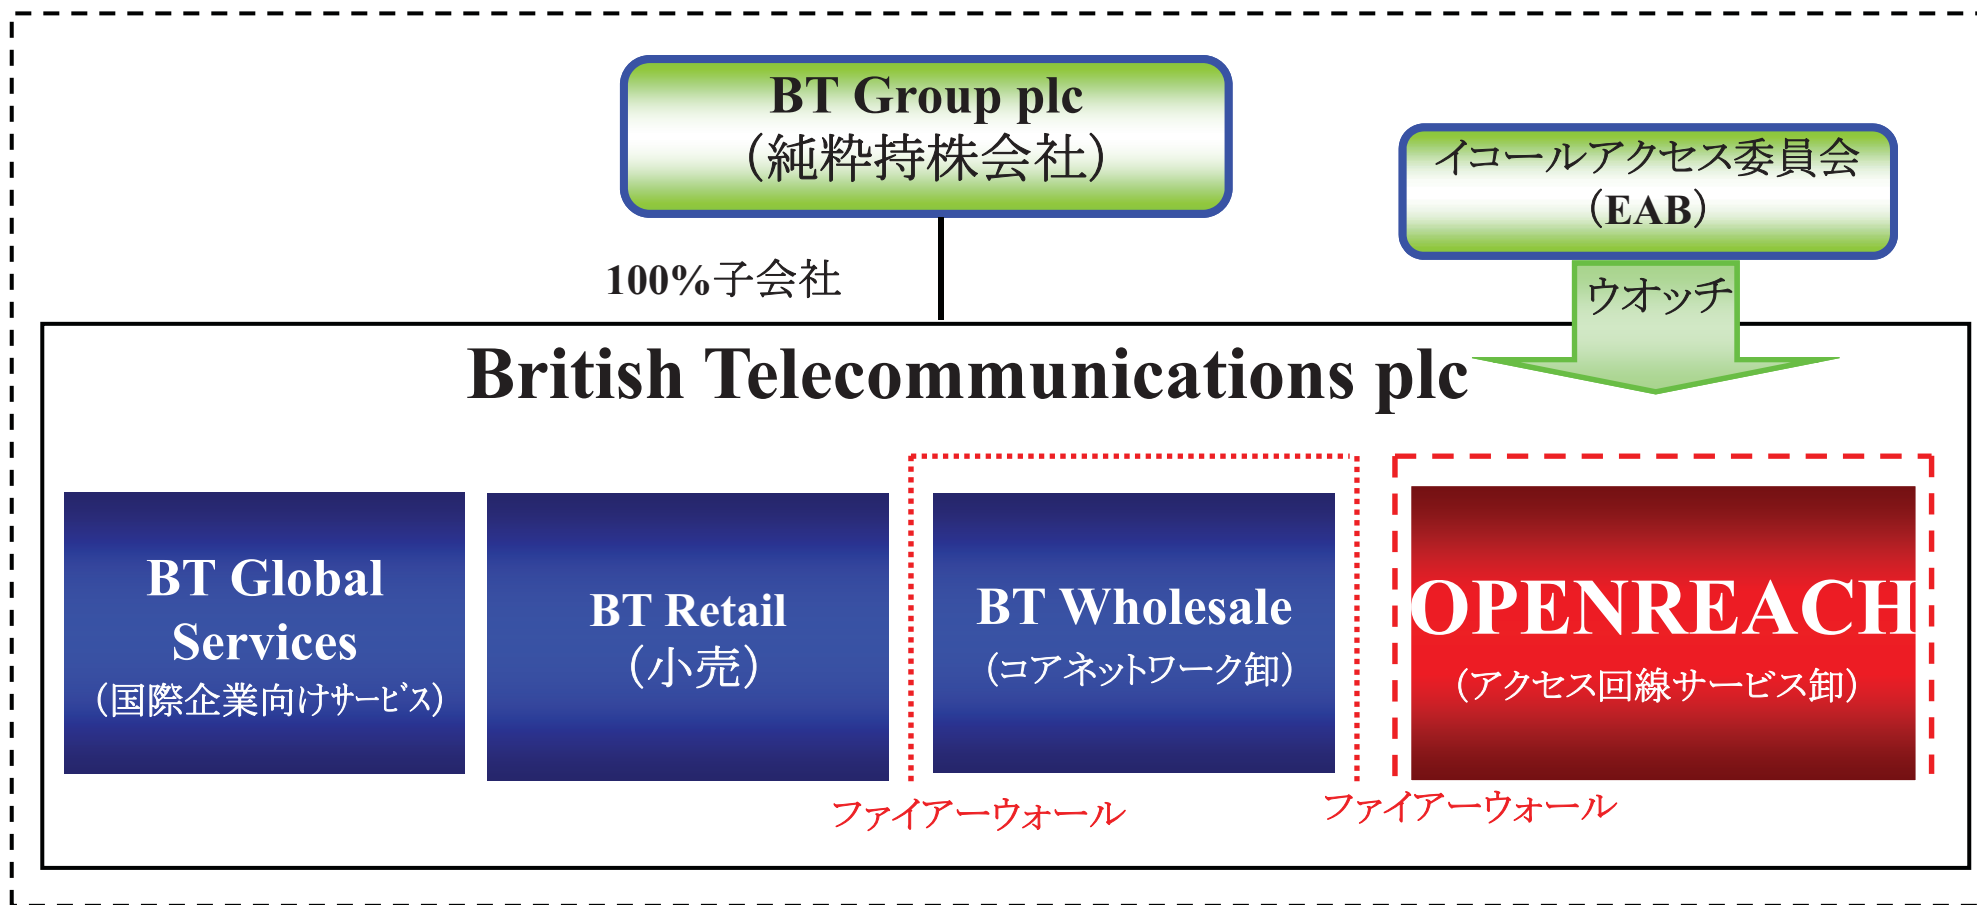 BT Group plc
（純粋持株会社）
イコールアクセス委員会
（EAB）
100%子会社
ウオッチ
British Telecommunications plc
BT Global
Services
（国際企業向けサービス）
BT Retail
（小売）
BT Wholesale
（コアネットワーク卸）
OPENREACH
（アクセス回線サービス卸）
ファイアーウォール
ファイアーウォール